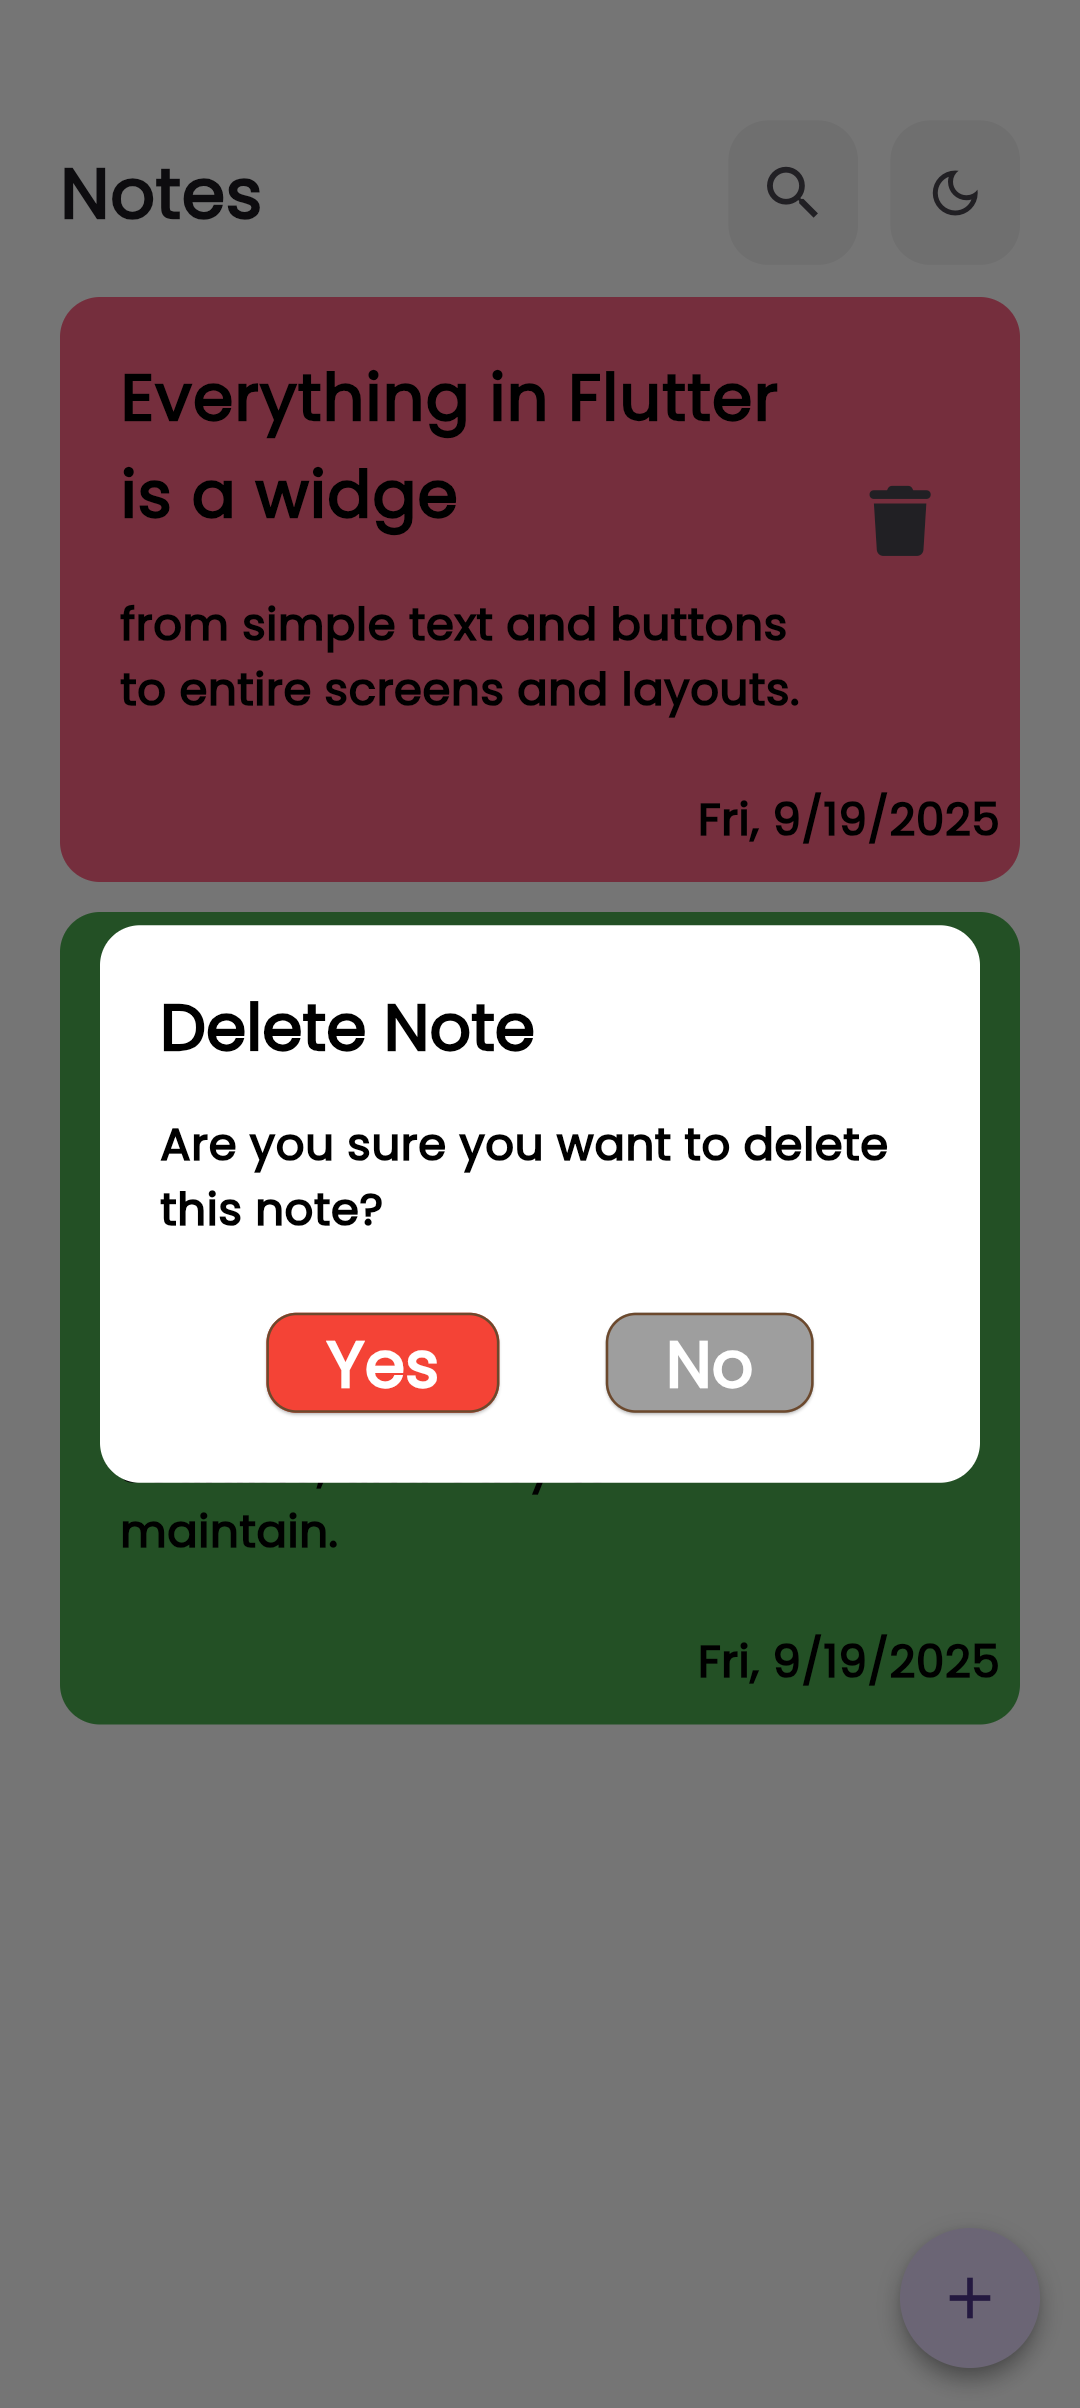 Notes
Everything in Flutter
is a widge
from simple text and buttons
to entire screens and layouts.
Fri, 9/19/2025
Delete Note
Are you sure you want to delete
this note?
Yes
No
maintain.
Fri, 9/19/2025